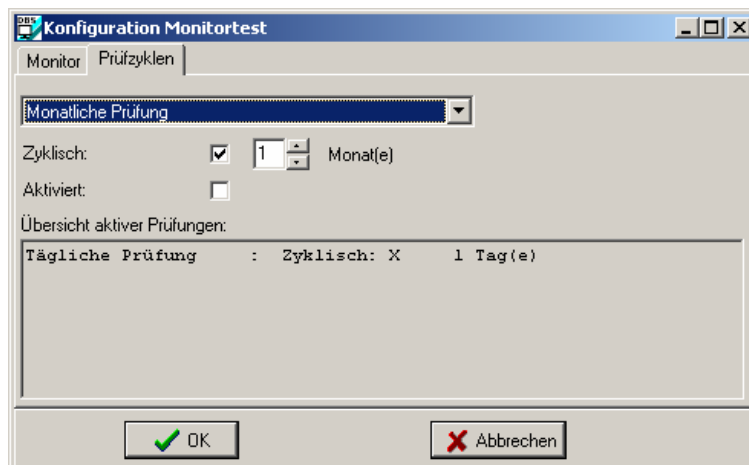 DBS Konfiguration Monitortest
Monitor Prüfzyklen
Monatliche Prüfung
Zyklisch: 1 Monat(e)
Aktiviert:
Übersicht aktiver Prüfungen:
Tägliche Prüfung : Zyklisch: X 1 Tag(e)
OK Abbrechen